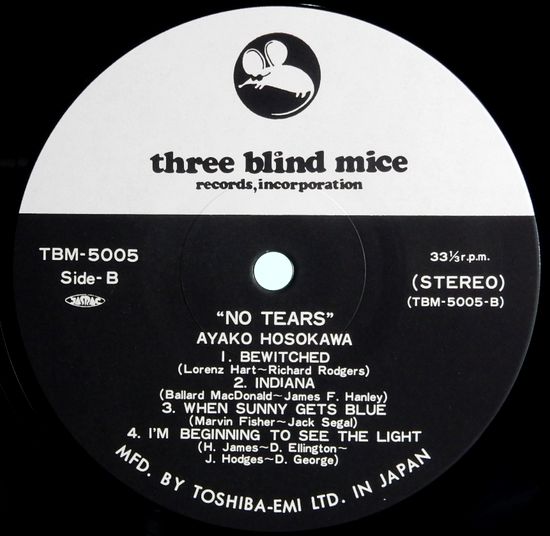 three blind mice
records, incorporation
TBM-5005
Side-B
JASRAC
33⅓ r.p.m.
(STEREO)
(TBM-5005-B)
"NO TEARS"
AYAKO HOSOKAWA
1. BEWITCHED
(Lorenz Hart~Richard Rodgers)
2. INDIANA
(Ballard MacDonald~James F. Hanley)
3. WHEN SUNNY GETS BLUE
(Marvin Fisher~Jack Segal)
4. I'M BEGINNING TO SEE THE LIGHT
(H. James~D. Ellington~
J. Hodges~D. George)
MFD. BY TOSHIBA-EMI LTD. IN JAPAN